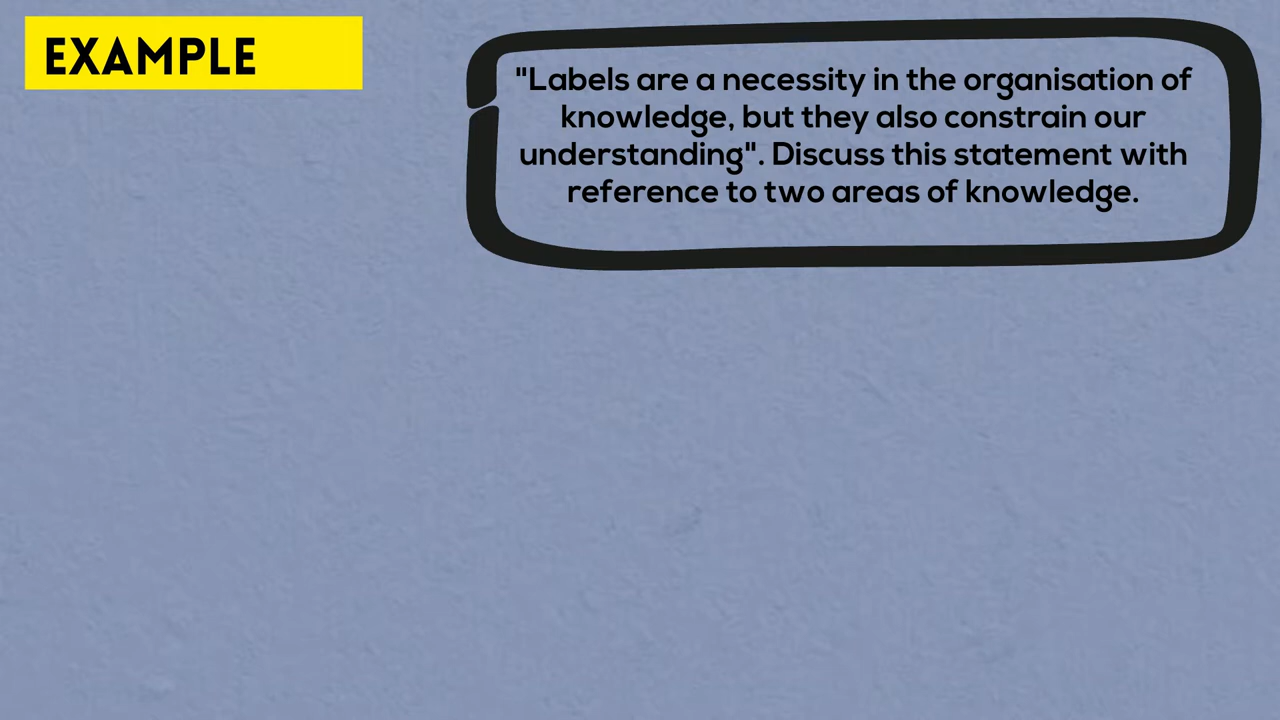 EXAMPLE
"Labels are a necessity in the organisation of
knowledge, but they also constrain our
understanding". Discuss this statement with
reference to two areas of knowledge.